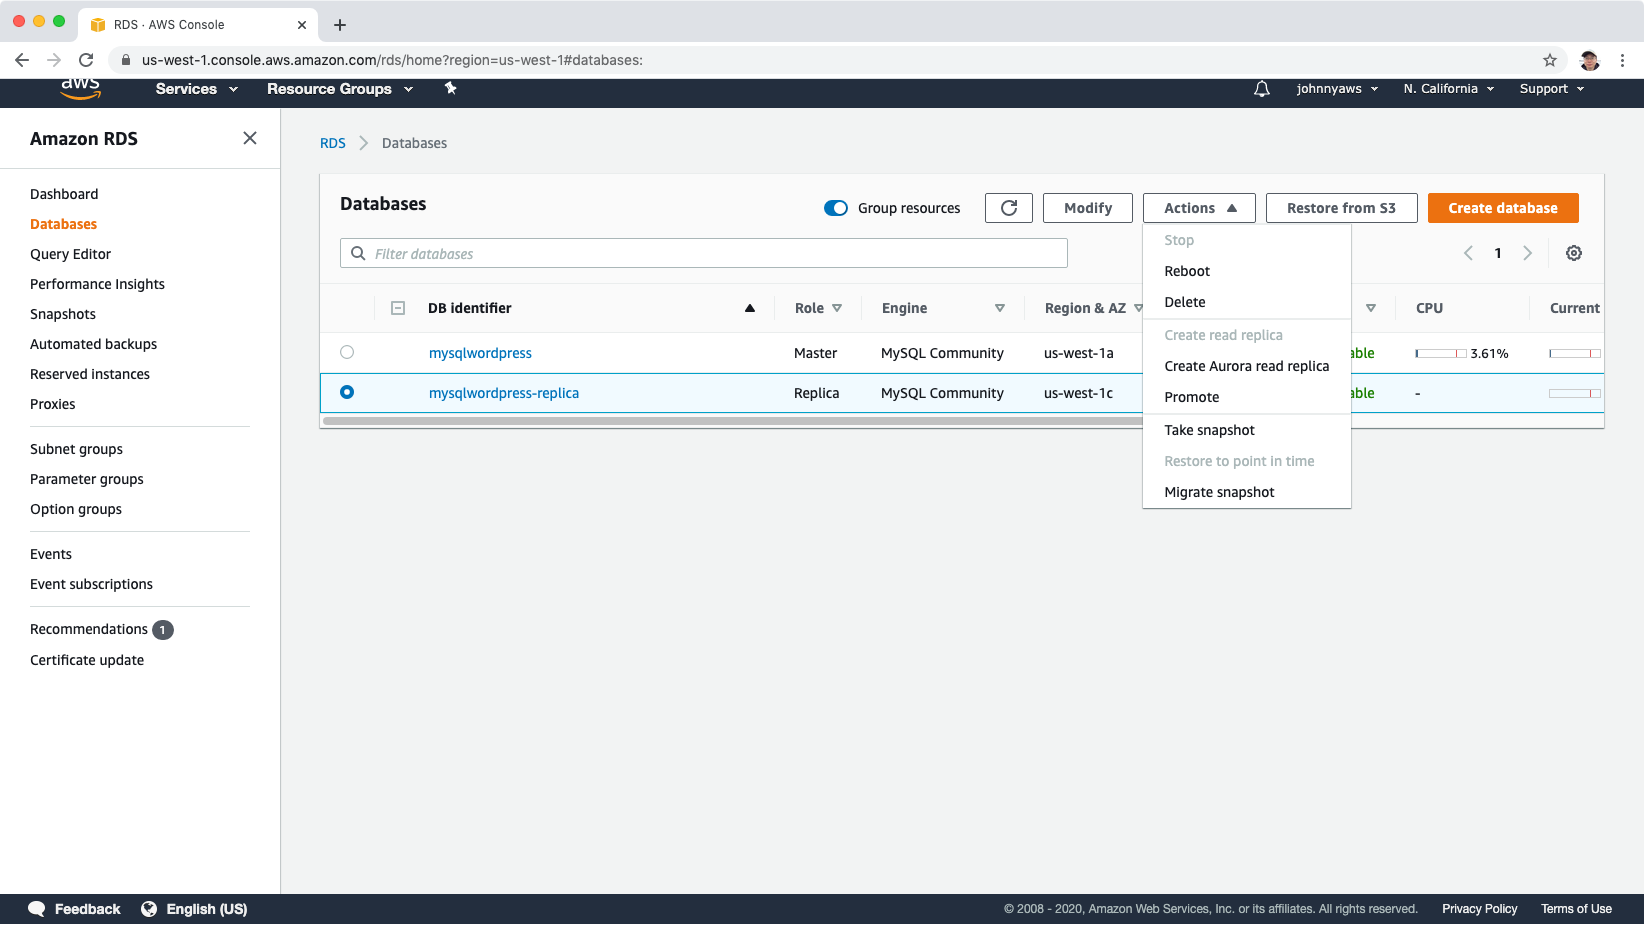 RDS · AWS Console
us-west-1.console.aws.amazon.com/rds/home?region=us-west-1#databases:
aws
Services
Resource Groups
johnnyaws
N. California
Support
Amazon RDS
Dashboard
Databases
Query Editor
Performance Insights
Snapshots
Automated backups
Reserved instances
Proxies
Subnet groups
Parameter groups
Option groups
Events
Event subscriptions
Recommendations 1
Certificate update
RDS Databases
Databases
Group resources
Modify
Actions
Restore from S3
Create database
Filter databases
1
Stop
Reboot
Delete
Create read replica
Create Aurora read replica
Promote
Take snapshot
Restore to point in time
Migrate snapshot
DB identifier Role Engine Region & AZ CPU Current
mysqlwordpress Master MySQL Community us-west-1a able 3.61%
mysqlwordpress-replica Replica MySQL Community us-west-1c able -
Feedback
English (US)
© 2008 - 2020, Amazon Web Services, Inc. or its affiliates. All rights reserved.
Privacy Policy
Terms of Use